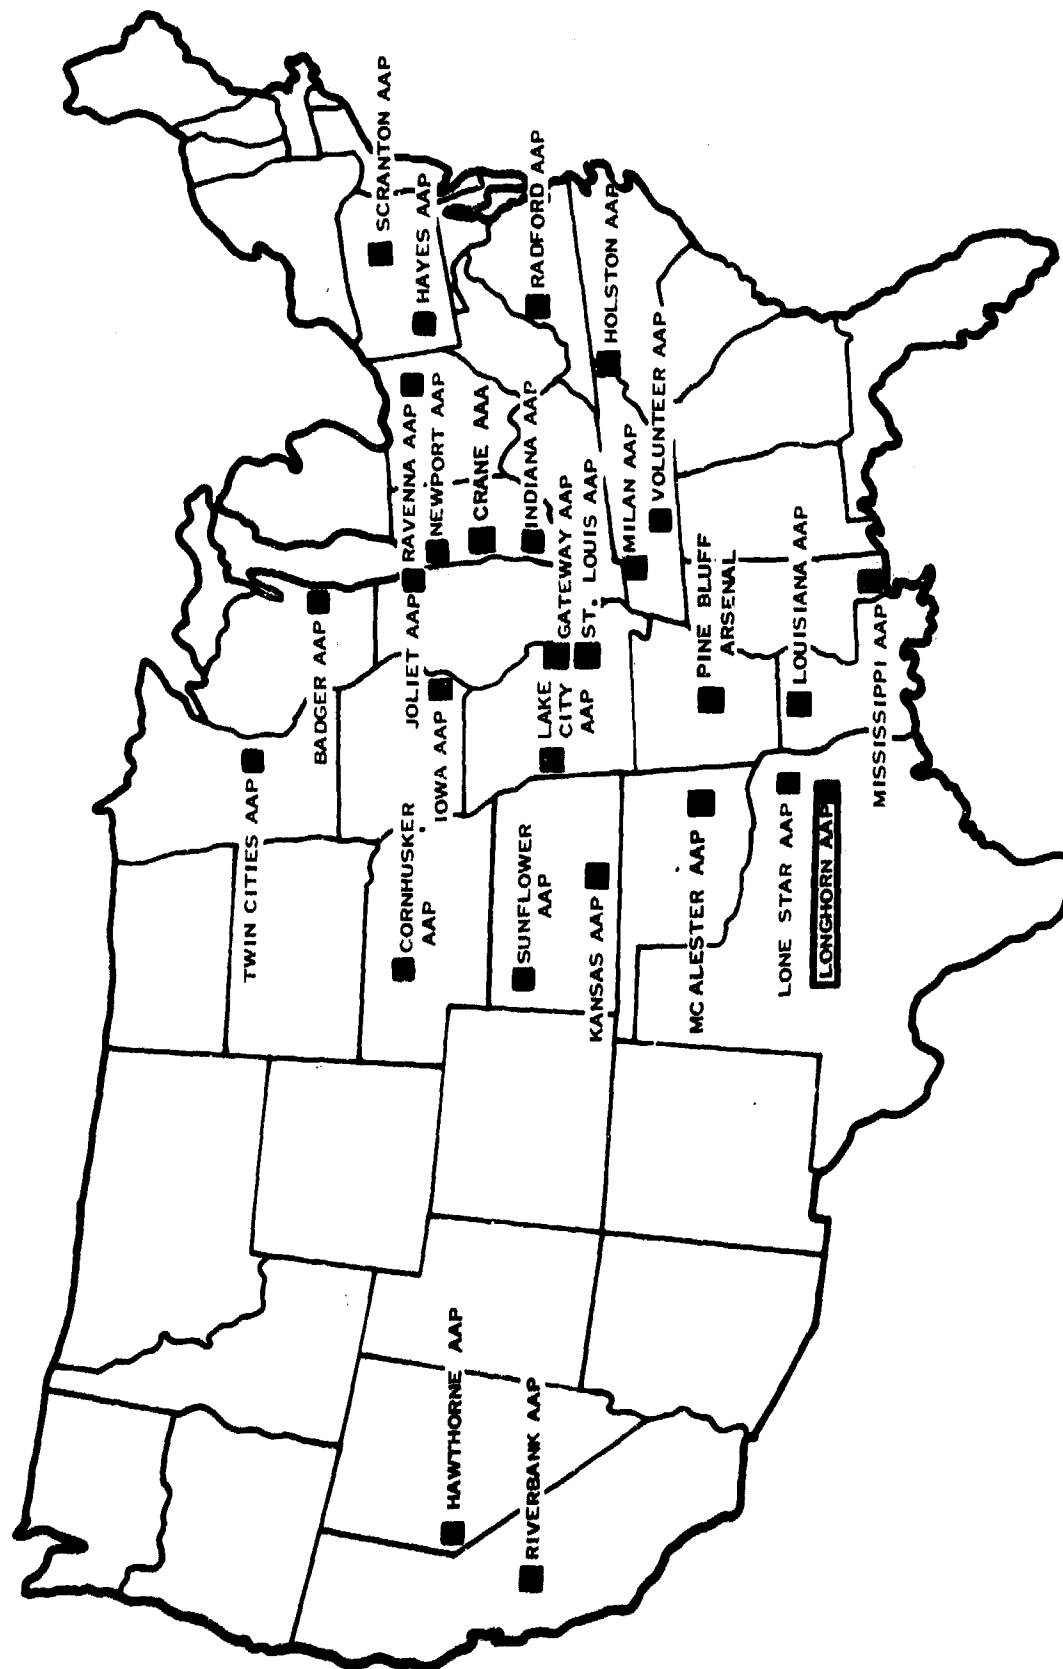 SCRANTON AAP
HAYES AAP
RADFORD AAP
HOLSTON AAP
VOLUNTEER AAP
MILAN AAP
RAVENNA AAP
NEWPORT AAP
CRANE AAA
INDIANA AAP
GATEWAY AAP
ST. LOUIS AAP
BADGER AAP
JOLIET AAP
IOWA AAP
LAKE
CITY
AAP
PINE BLUFF
ARSENAL
LOUISIANA AAP
MISSISSIPPI AAP
TWIN CITIES AAP
CORNHUSKER
AAP
SUNFLOWER
AAP
KANSAS AAP
MC ALESTER AAP
LONE STAR AAP
LONGHORN AAP
HAWTHORNE AAP
RIVERBANK AAP